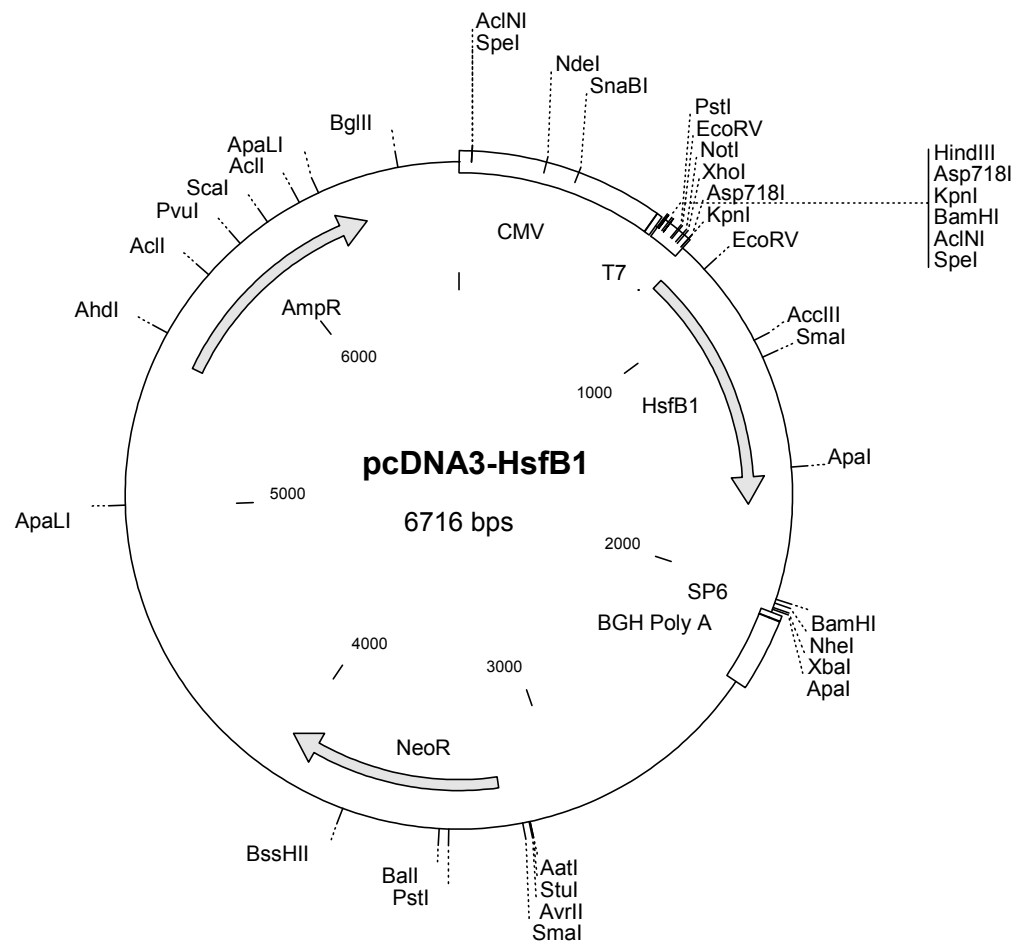 AclNI
SpeI
NdeI
SnaBI
PstI
EcoRV
NotI
XhoI
Asp718I
KpnI
HindIII
Asp718I
KpnI
BamHI
AclNI
SpeI
EcoRV
AccIII
SmaI
ApaI
BamHI
NheI
XbaI
ApaI
AatI
StuI
AvrII
SmaI
BalI
PstI
BssHII
ApaLI
AhdI
AclI
PvuI
ScaI
AclI
ApaLI
BglII
CMV
T7
HsfB1
SP6
BGH Poly A
NeoR
AmpR
1000
2000
3000
4000
5000
6000
pcDNA3-HsfB1
6716 bps